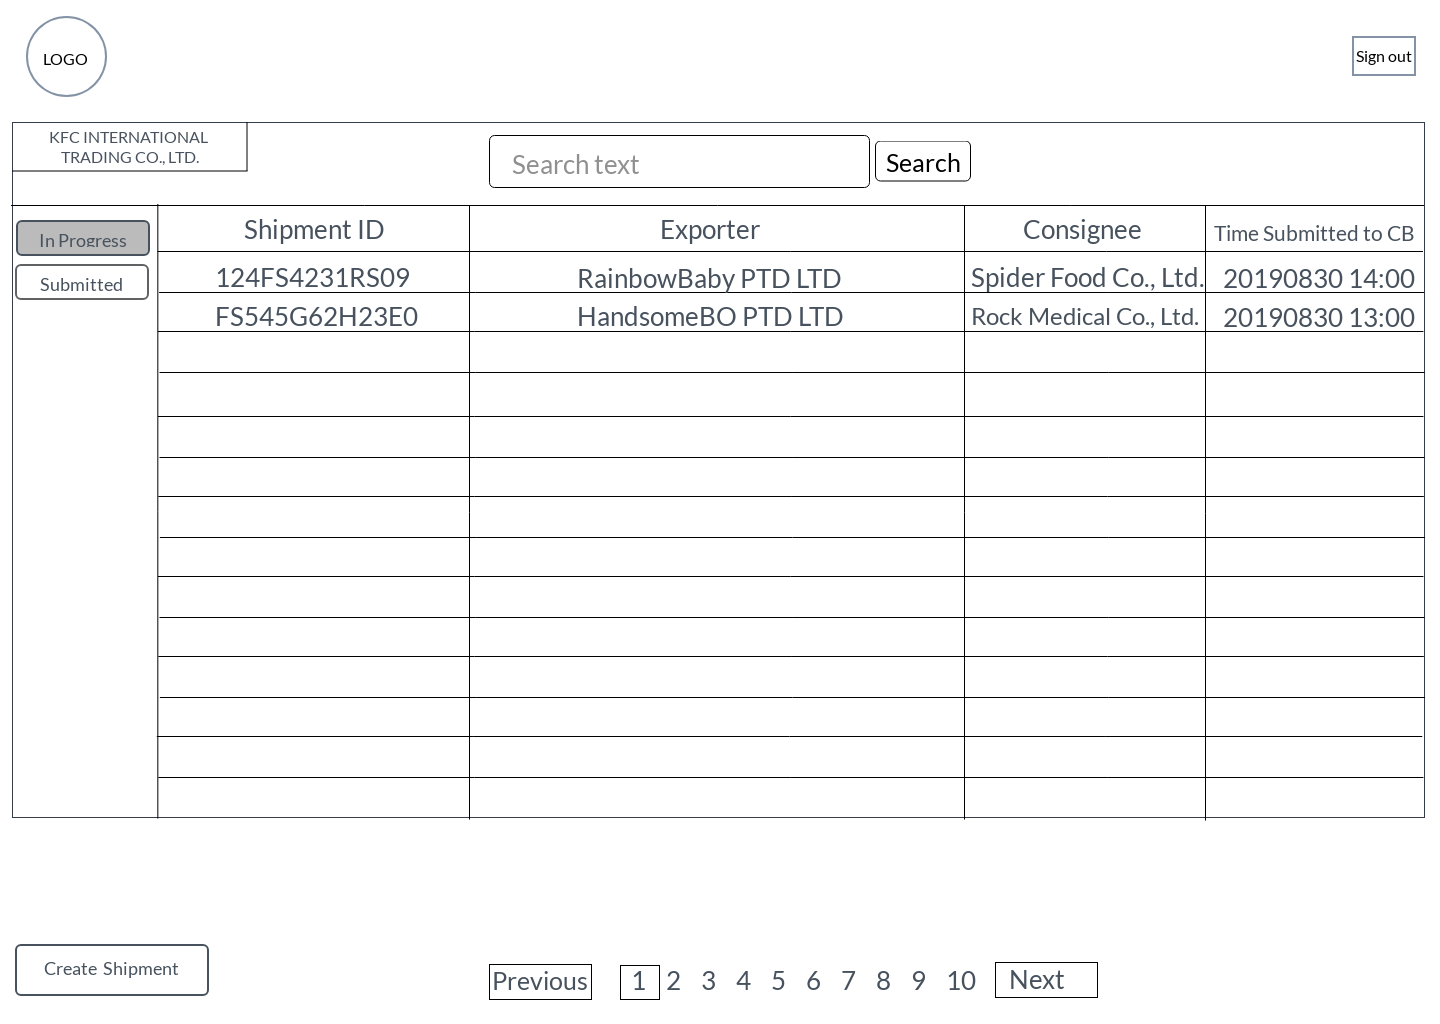 LOGO
Sign out
KFC INTERNATIONAL
TRADING CO., LTD.
Search text
Search
In Progress
Submitted
Shipment ID
Exporter
Consignee
Time Submitted to CB
124FS4231RS09
RainbowBaby PTD LTD
Spider Food Co., Ltd.
20190830 14:00
FS545G62H23E0
HandsomeBO PTD LTD
Rock Medical Co., Ltd.
20190830 13:00
Create Shipment
Previous
1 2 3 4 5 6 7 8 9 10
Next